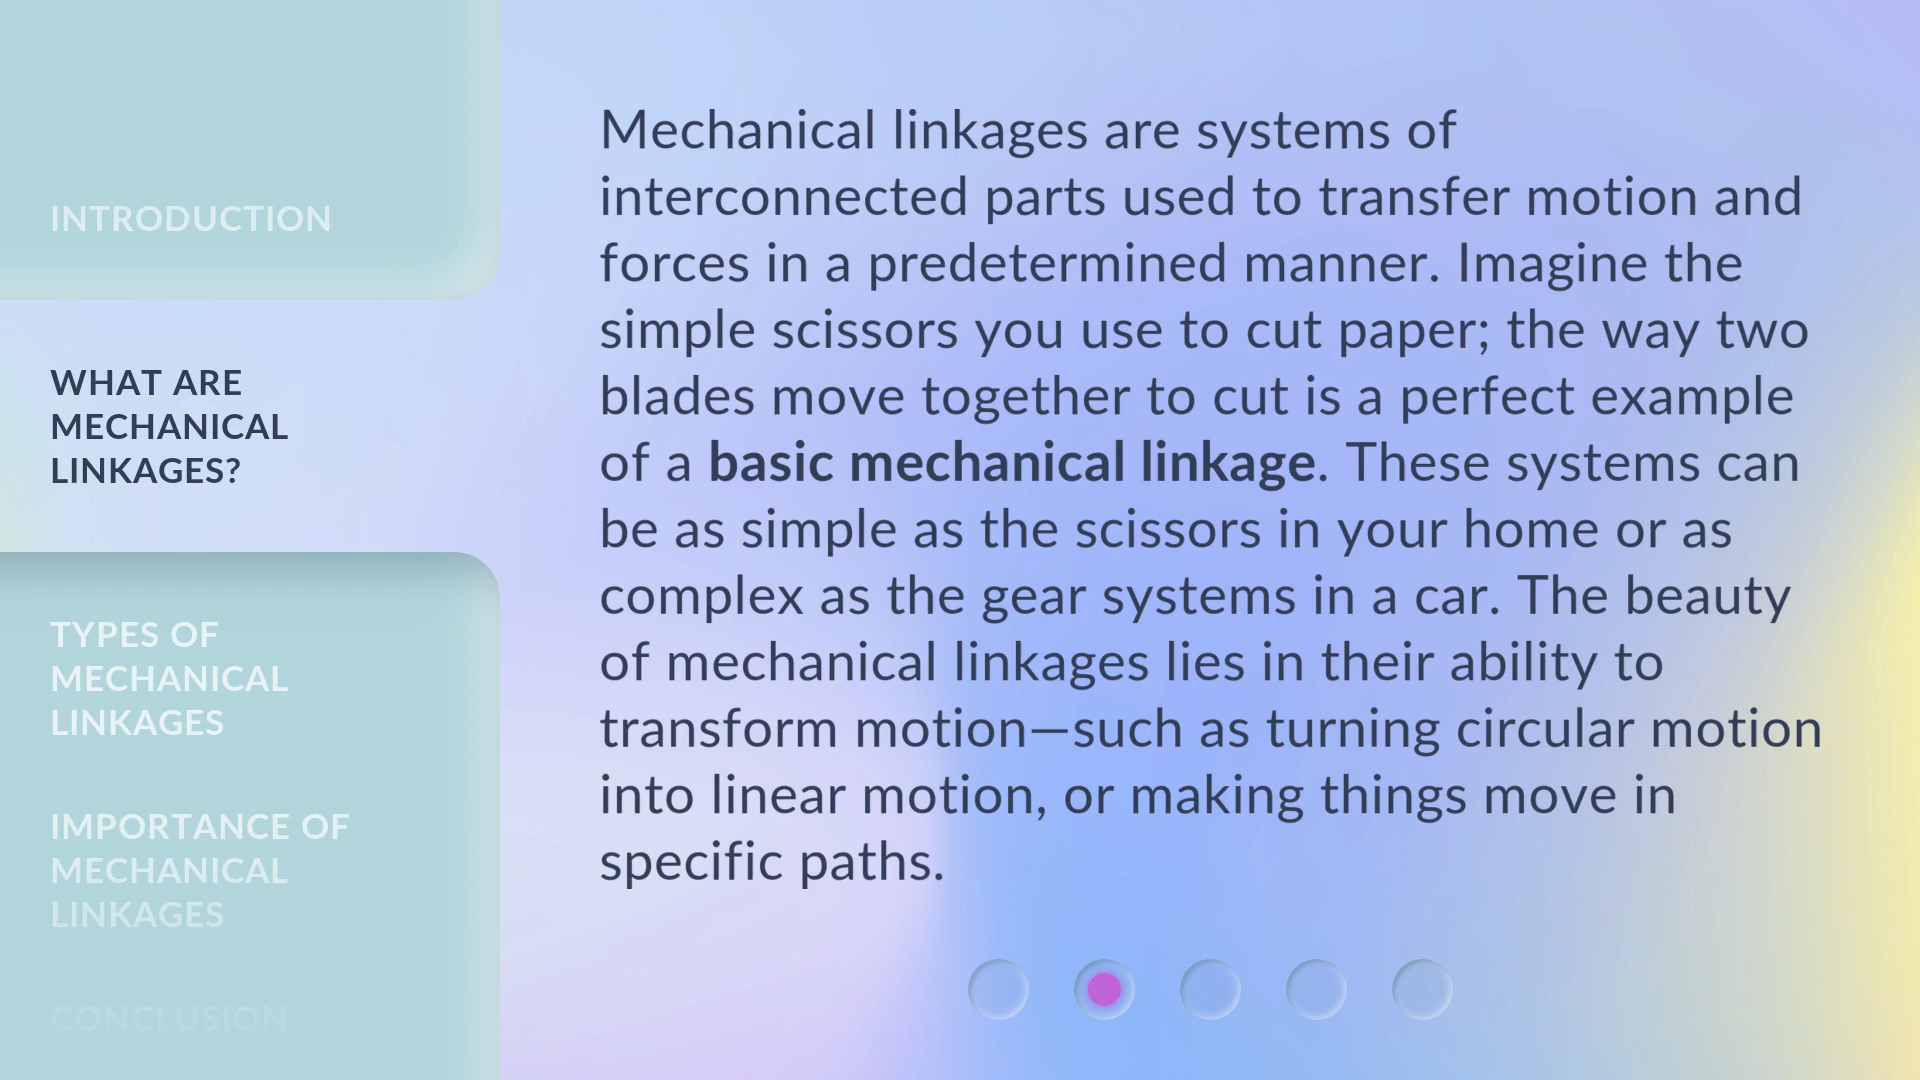 INTRODUCTION
WHAT ARE
MECHANICAL
LINKAGES?
TYPES OF
MECHANICAL
LINKAGES
IMPORTANCE OF
MECHANICAL
LINKAGES
CONCLUSION
Mechanical linkages are systems of
interconnected parts used to transfer motion and
forces in a predetermined manner. Imagine the
simple scissors you use to cut paper; the way two
blades move together to cut is a perfect example
of a basic mechanical linkage. These systems can
be as simple as the scissors in your home or as
complex as the gear systems in a car. The beauty
of mechanical linkages lies in their ability to
transform motion—such as turning circular motion
into linear motion, or making things move in
specific paths.